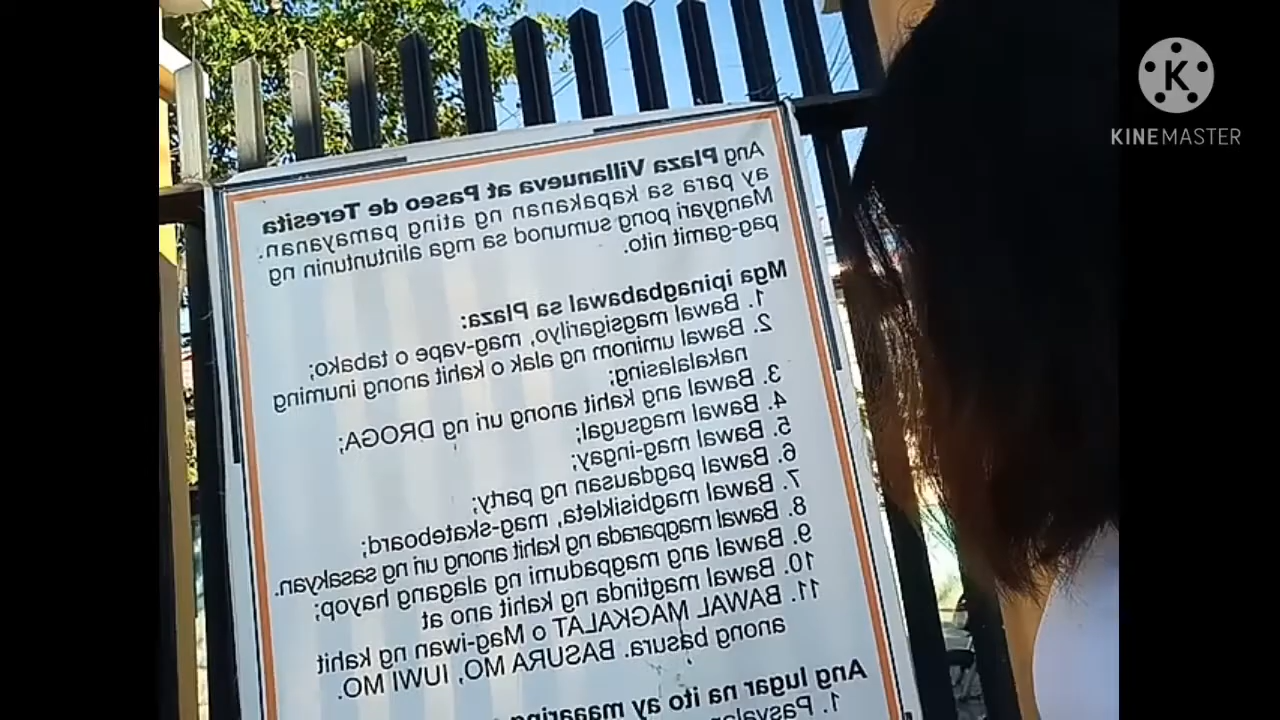 Ang Plaza Villanueva at Paseo de Teresita
ay para sa kapakanan ng ating pamayanan.
Mangyari pong sumunod sa mga alintuntunin ng
pag-gamit nito.
Mga ipinagbabawal sa Plaza:
1. Bawal magsigarilyo, mag-vape o tabako;
2. Bawal uminom ng alak o kahit anong inuming
nakalalasing;
3. Bawal ang kahit anong uri ng DROGA;
4. Bawal magsugal;
5. Bawal mag-ingay;
6. Bawal pagdausan ng party;
7. Bawal magbisikleta, mag-skateboard;
8. Bawal magparada ng kahit anong uri ng sasakyan.
9. Bawal ang magpadumi ng alagang hayop;
10. Bawal magtinda ng kahit ano at
11. BAWAL MAGKALAT o Mag-iwan ng kahit
anong basura. BASURA MO, IUWI MO.
Ang lugar na ito ay maaaring
1.
KINEMASTER